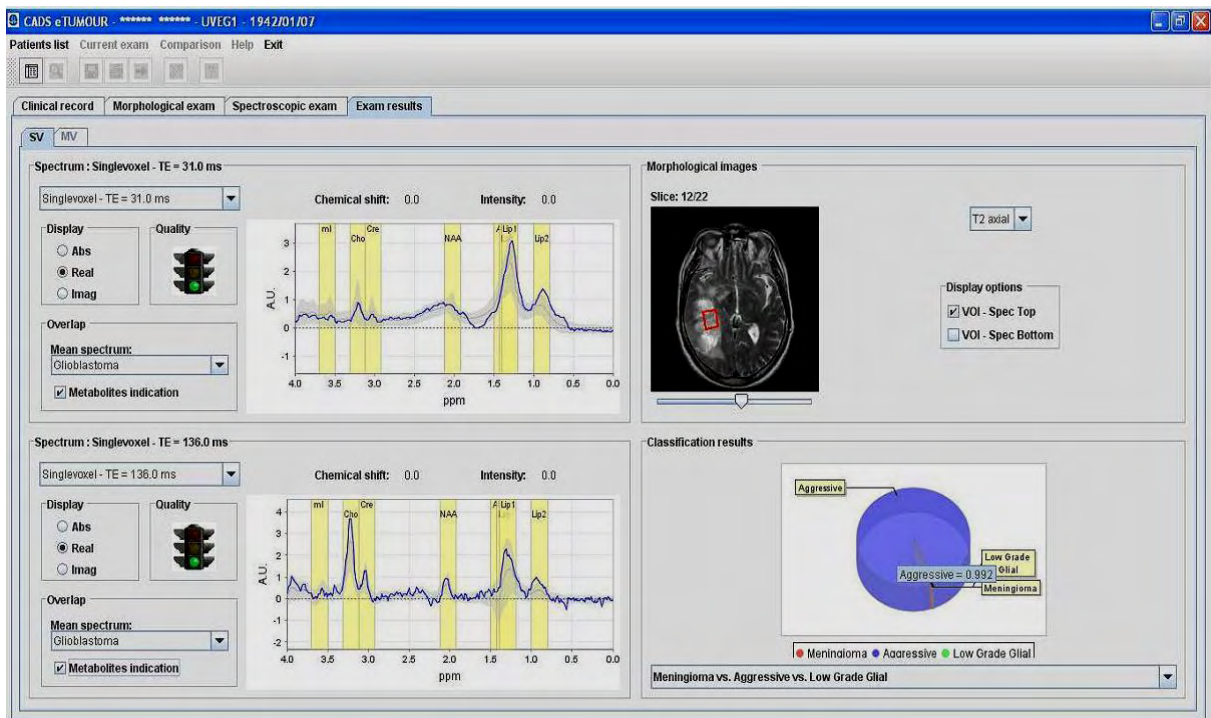 CADS eTUMOUR - ****** ****** - UVEG1 - 1942/01/07
Patients list Current exam Comparison Help Exit
Clinical record Morphological exam Spectroscopic exam Exam results
SV MV
Spectrum : Singlevoxel - TE = 31.0 ms
Singlevoxel - TE = 31.0 ms
Chemical shift: 0.0 Intensity: 0.0
Display
Abs
Real
Imag
Quality
Overlap
Mean spectrum:
Glioblastoma
Metabolites indication
mI Cho Cre NAA Lip1 Lip2
A.U.
3
2
1
0
-1
4.0 3.5 3.0 2.5 2.0 1.5 1.0 0.5 0.0
ppm
Morphological images
Slice: 12/22
T2 axial
Display options
VOI - Spec Top
VOI - Spec Bottom
Spectrum : Singlevoxel - TE = 136.0 ms
Singlevoxel - TE = 136.0 ms
Chemical shift: 0.0 Intensity: 0.0
Display
Abs
Real
Imag
Quality
Overlap
Mean spectrum:
Glioblastoma
Metabolites indication
mI Cho Cre NAA Lip1 Lip2
A.U.
4
3
2
1
0
-1
-2
4.0 3.5 3.0 2.5 2.0 1.5 1.0 0.5 0.0
ppm
Classification results
Aggressive
Low Grade
Glial
Aggressive = 0.992
Meningioma
Meningioma Aggressive Low Grade Glial
Meningioma vs. Aggressive vs. Low Grade Glial